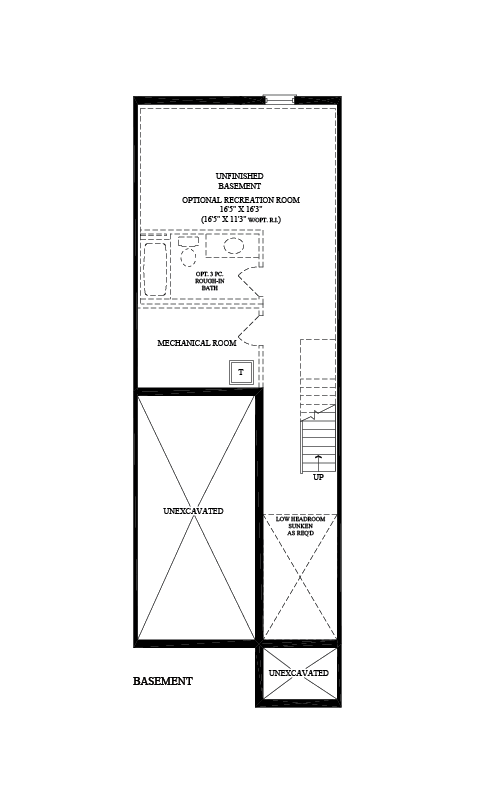 UNFINISHED
BASEMENT
OPTIONAL RECREATION ROOM
16'5" X 16'3"
(16'5" X 11'3" W/OPT. R.I.)
OPT. 3 PC.
ROUGH-IN
BATH
MECHANICAL ROOM
T
UP
UNEXCAVATED
LOW HEADROOM
SUNKEN
AS REQ'D
UNEXCAVATED
BASEMENT